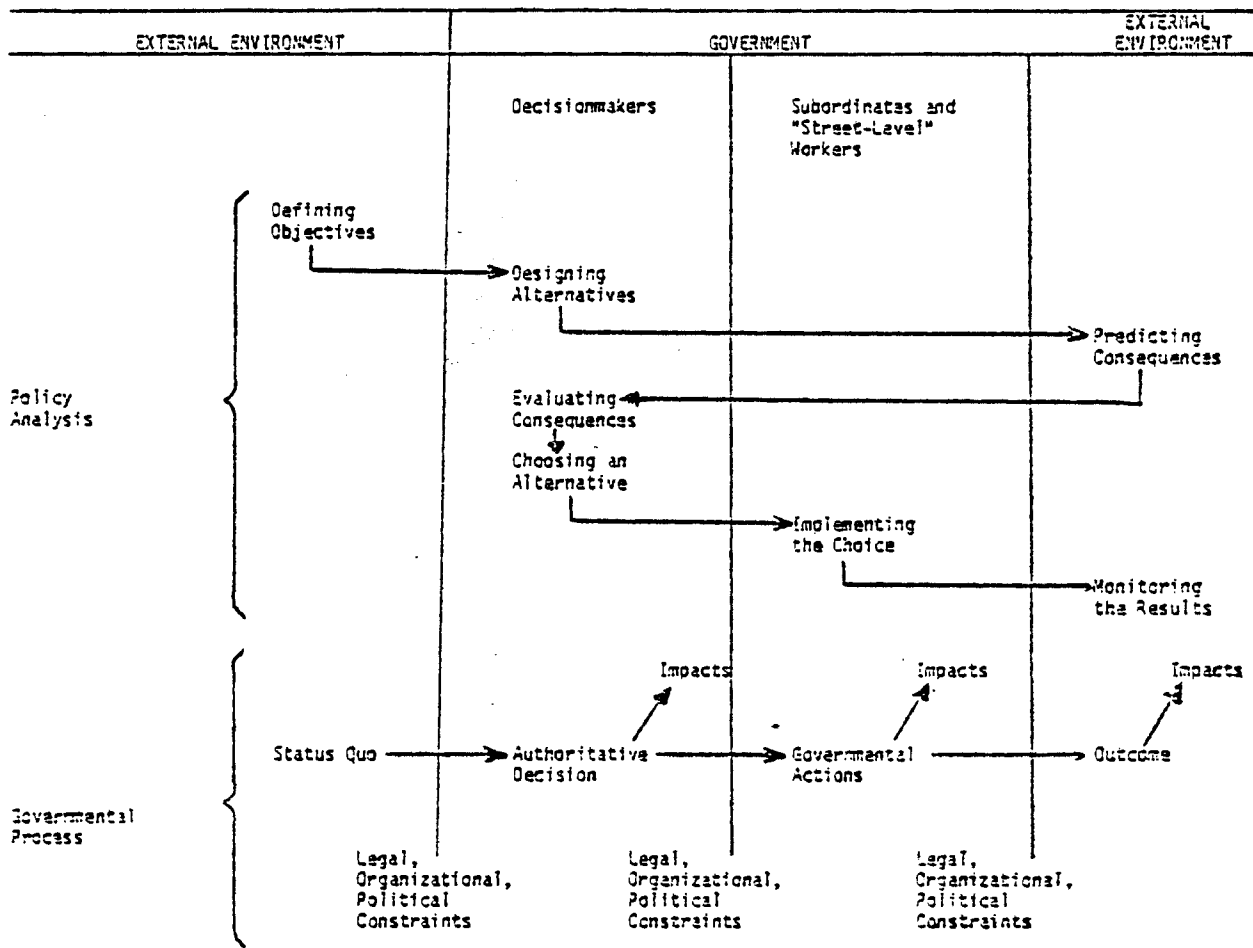 EXTERNAL ENVIRONMENT
GOVERNMENT
EXTERNAL
ENVIRONMENT
Decisionmakers
Subordinates and
"Street-Level"
Workers
Defining
Objectives
Designing
Alternatives
Predicting
Consequences
Policy
Analysis
Evaluating
Consequences
Choosing an
Alternative
Implementing
the Choice
Monitoring
the Results
Impacts
Impacts
Impacts
Status Quo
Authoritative
Decision
Governmental
Actions
Outcome
Governmental
Process
Legal,
Organizational,
Political
Constraints
Legal,
Organizational,
Political
Constraints
Legal,
Organizational,
Political
Constraints